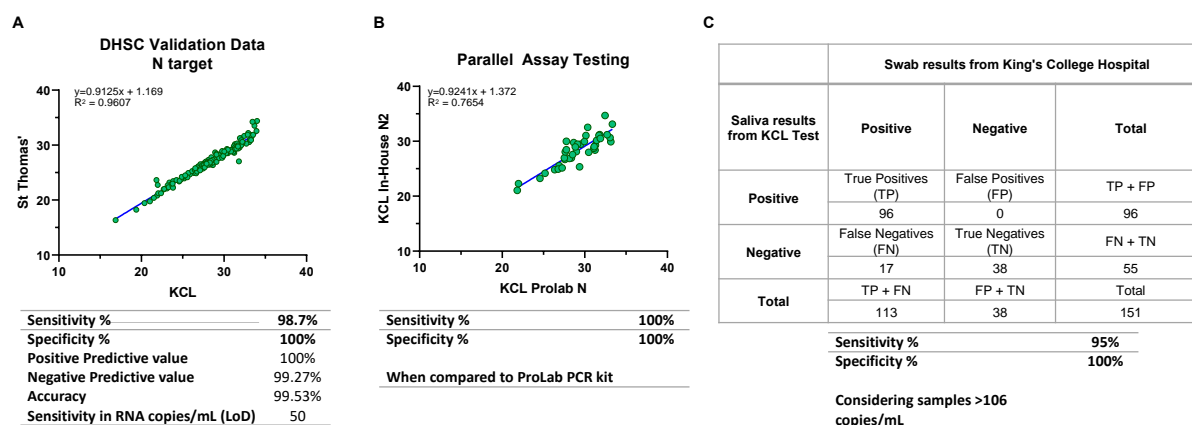 A
DHSC Validation Data
N target
y=0.9125x + 1.169
R² = 0.9607
40
30
20
10
10 20 30 40
St Thomas'
KCL
Sensitivity % 98.7%
Specificity % 100%
Positive Predictive value 100%
Negative Predictive value 99.27%
Accuracy 99.53%
Sensitivity in RNA copies/mL (LoD) 50
B
Parallel Assay Testing
y=0.9241x + 1.372
R² = 0.7654
40
30
20
10
10 20 30 40
KCL In-House N2
KCL Prolab N
Sensitivity % 100%
Specificity % 100%
When compared to ProLab PCR kit
C
Swab results from King's College Hospital
Saliva results
from KCL Test
Positive Negative Total
Positive
True Positives
(TP)
False Positives
(FP)
TP + FP
96 0 96
Negative
False Negatives
(FN)
True Negatives
(TN)
FN + TN
17 38 55
Total
TP + FN FP + TN Total
113 38 151
Sensitivity % 95%
Specificity % 100%
Considering samples >106
copies/mL